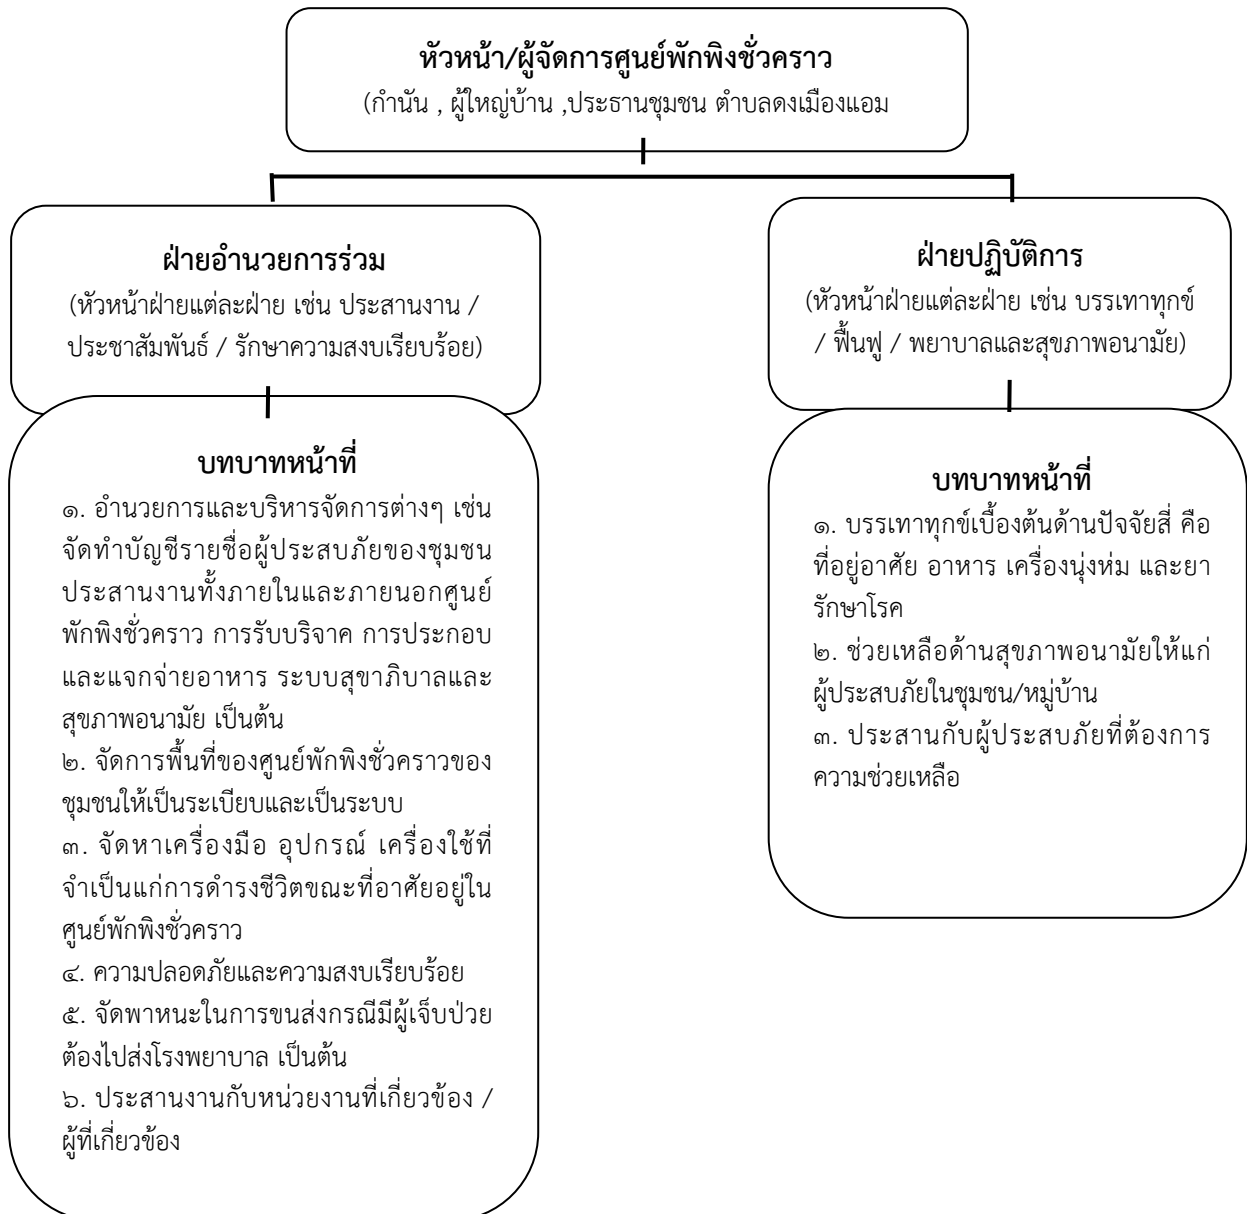 หัวหน้า/ผู้จัดการศูนย์พักพิงชั่วคราว
(กำนัน , ผู้ใหญ่บ้าน ,ประธานชุมชน ตำบลดงเมืองแอม
ฝ่ายอำนวยการร่วม
(หัวหน้าฝ่ายแต่ละฝ่าย เช่น ประสานงาน /
ประชาสัมพันธ์ / รักษาความสงบเรียบร้อย)
บทบาทหน้าที่
๑. อำนวยการและบริหารจัดการต่างๆ เช่น
จัดทำบัญชีรายชื่อผู้ประสบภัยของชุมชน
ประสานงานทั้งภายในและภายนอกศูนย์
พักพิงชั่วคราว การรับบริจาค การประกอบ
และแจกจ่ายอาหาร ระบบสุขาภิบาลและ
สุขภาพอนามัย เป็นต้น
๒. จัดการพื้นที่ของศูนย์พักพิงชั่วคราวของ
ชุมชนให้เป็นระเบียบและเป็นระบบ
๓. จัดหาเครื่องมือ อุปกรณ์ เครื่องใช้ที่
จำเป็นแก่การดำรงชีวิตขณะที่อาศัยอยู่ใน
ศูนย์พักพิงชั่วคราว
๔. ความปลอดภัยและความสงบเรียบร้อย
๕. จัดพาหนะในการขนส่งกรณีมีผู้เจ็บป่วย
ต้องไปส่งโรงพยาบาล เป็นต้น
๖. ประสานงานกับหน่วยงานที่เกี่ยวข้อง /
ผู้ที่เกี่ยวข้อง
ฝ่ายปฏิบัติการ
(หัวหน้าฝ่ายแต่ละฝ่าย เช่น บรรเทาทุกข์
/ ฟื้นฟู / พยาบาลและสุขภาพอนามัย)
บทบาทหน้าที่
๑. บรรเทาทุกข์เบื้องต้นด้านปัจจัยสี่ คือ
ที่อยู่อาศัย อาหาร เครื่องนุ่งห่ม และยา
รักษาโรค
๒. ช่วยเหลือด้านสุขภาพอนามัยให้แก่
ผู้ประสบภัยในชุมชน/หมู่บ้าน
๓. ประสานกับผู้ประสบภัยที่ต้องการ
ความช่วยเหลือ